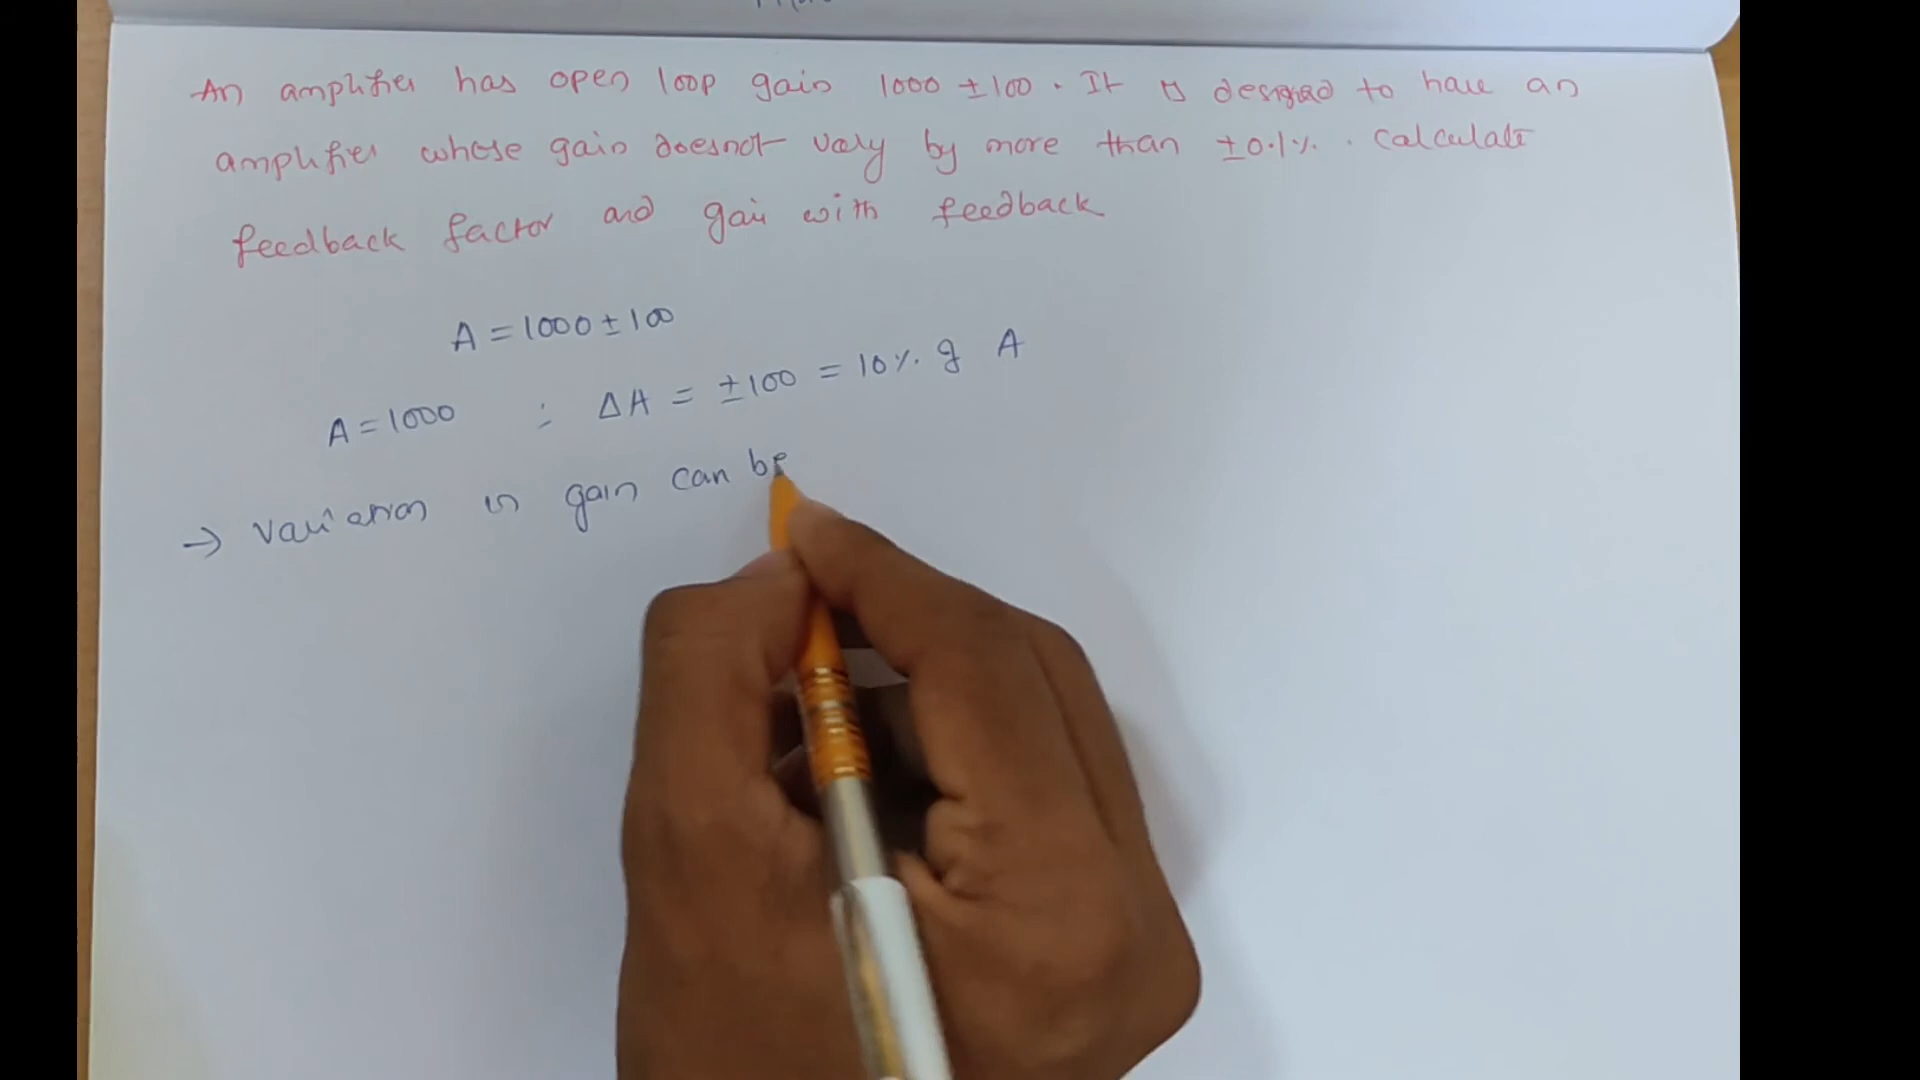 An amplifier has open loop gain 1000 ±100. It is designed to have an
amplifier whose gain doesnot vary by more than ±0.1%. Calculate
feedback factor and gain with feedback
A = 1000 ± 100
A = 1000 ; ΔA = ±100 = 10% of A
→ Variation in gain can be